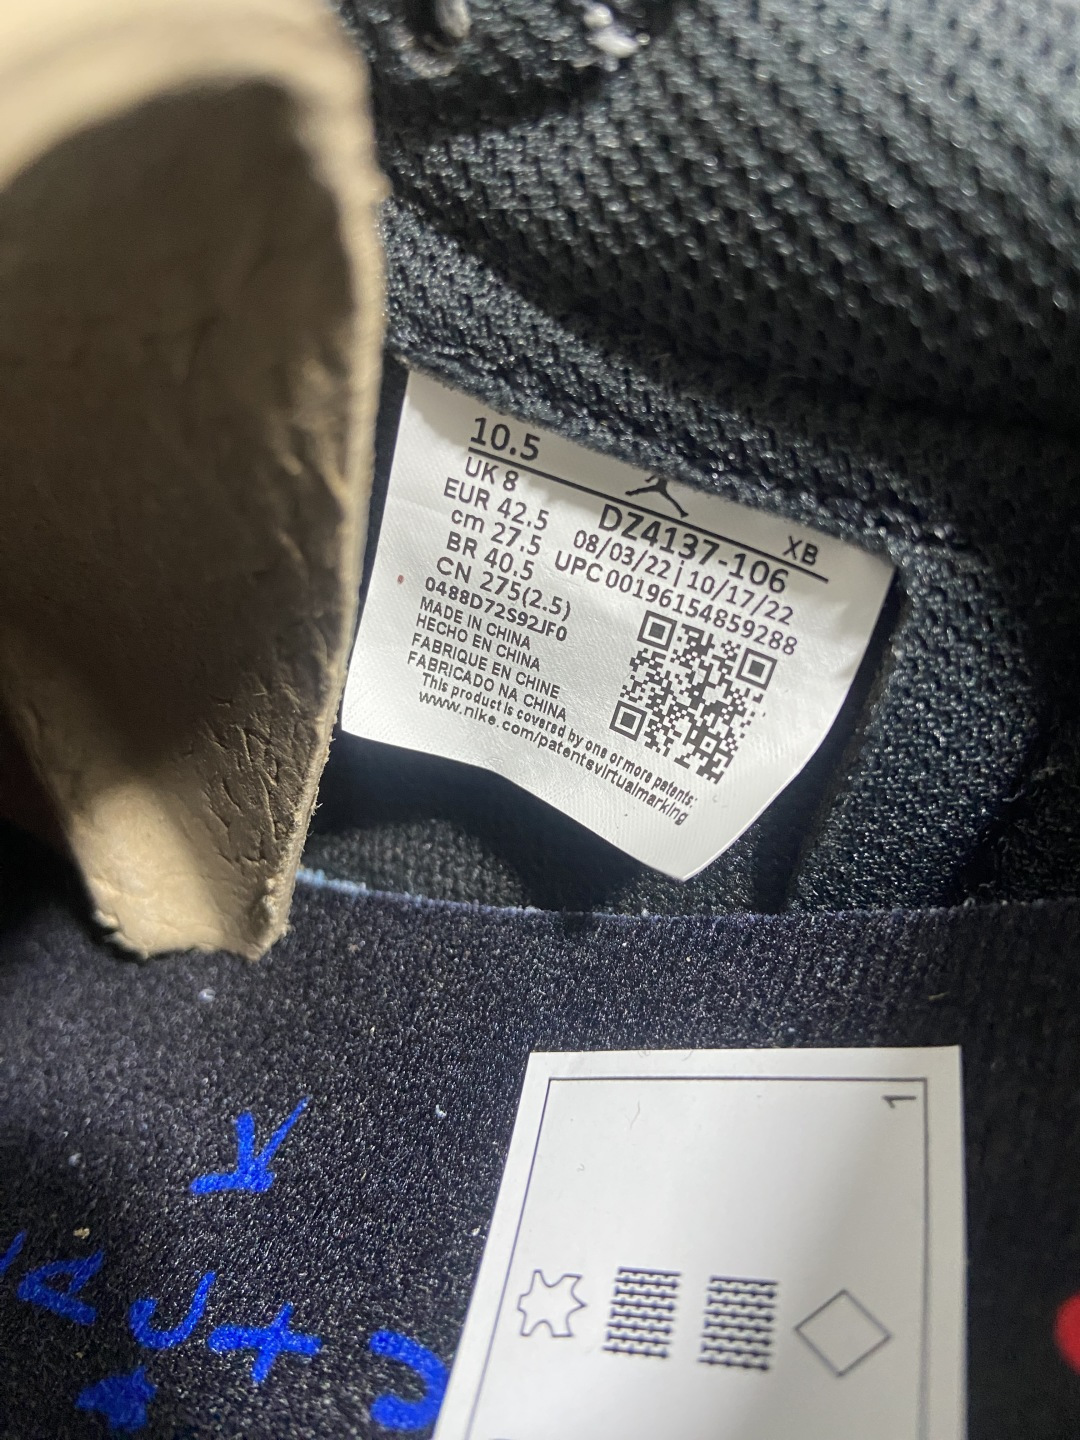 10.5
UK 8
EUR 42.5
cm 27.5
BR 40.5
CN 275(2.5)
XB
DZ4137-106
08/03/22 | 10/17/22
UPC 00196154859288
0488D72S92JF0
MADE IN CHINA
HECHO EN CHINA
FABRIQUE EN CHINE
FABRICADO NA CHINA
This product is covered by one or more patents:
www.nike.com/patentsvirtualmarking
1